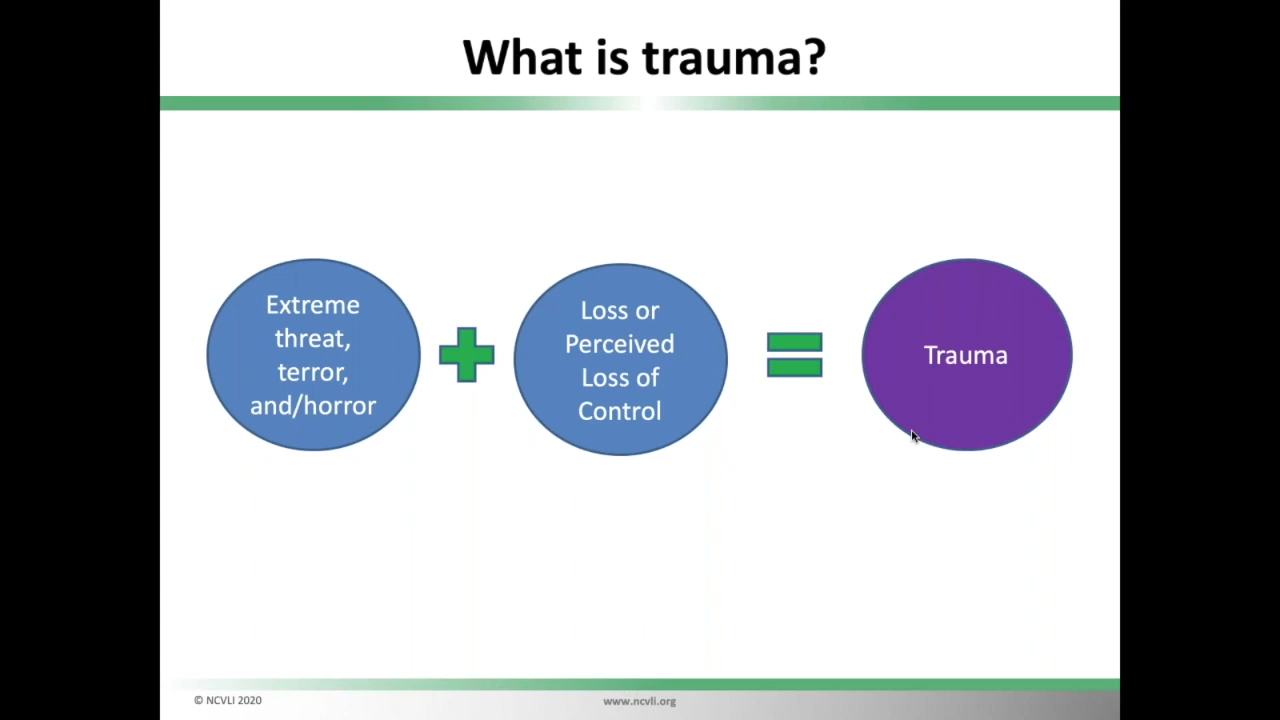 What is trauma?
Extreme
threat,
terror,
and/horror
Loss or
Perceived
Loss of
Control
Trauma
© NCVLI 2020
www.ncvli.org